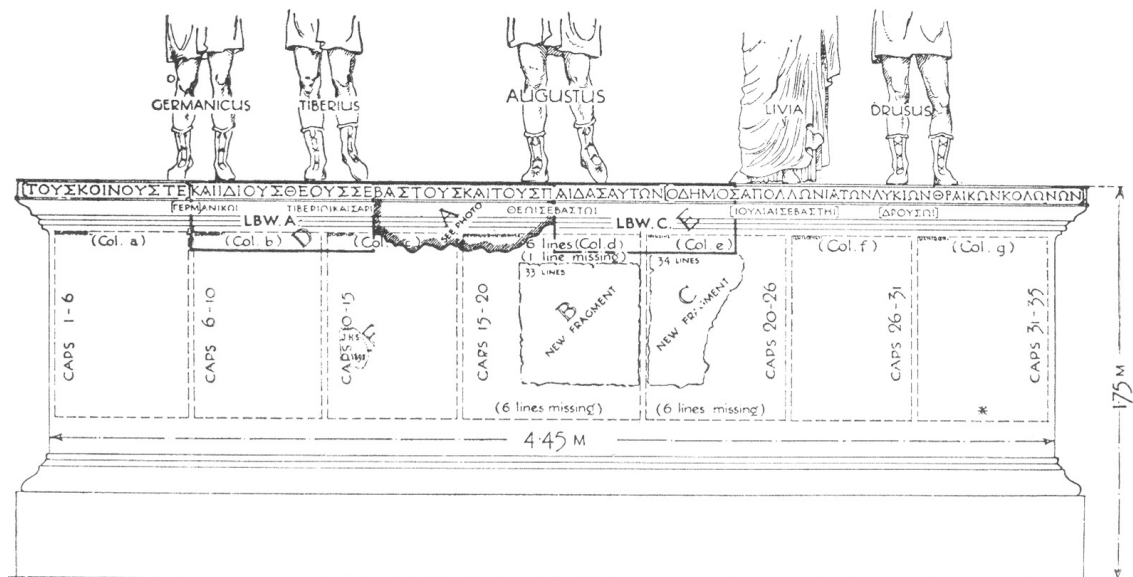 GERMANICUS TIBERIUS AUGUSTUS LIVIA DRUSUS
[ΤΟΥΣΚΟΙΝΟΥΣΤΕ]ΚΑΙΙΔΙΟΥΣΘΕΟΥΣΣΕΒΑΣΤΟΥΣΚΑΙΤΟΥΣΠΑΙΔΑΣΑΥΤΩΝ[ΟΔΗΜΟΣΑΠΟΛΛΩΝΙΑΤΩΝΛΥΚΙΩΝΘΡΑΙΚΩΝΚΟΛΩΝΩΝ]
[ΓΕΡΜΑΝΙΚΩΙ ΤΙΒΕΡΙΩΙΚΑΙΣΑΡΙ ΘΕΩΙΣΕΒΑΣΤΩΙ [ΙΟΥΛΙΑΙΣΕΒΑΣΤΗΙ] [ΔΡΟΥΣΩΙ]
LBW. A. A SEE PHOTO LBW. C. E
(Col. a) (Col. b) D 6 lines (Col. d) (Col. e) (Col. f) (Col. g)
(1 line missing)
33 LINES 34 LINES
CAPS 1-6 CAPS 6-10 CAPS 10-15 F CAPS 15-20 B NEW FRAGMENT C NEW FRAGMENT CAPS 20-26 CAPS 26-31 CAPS 31-35
(6 lines missing) (6 lines missing) *
4·45 M
1·75 M